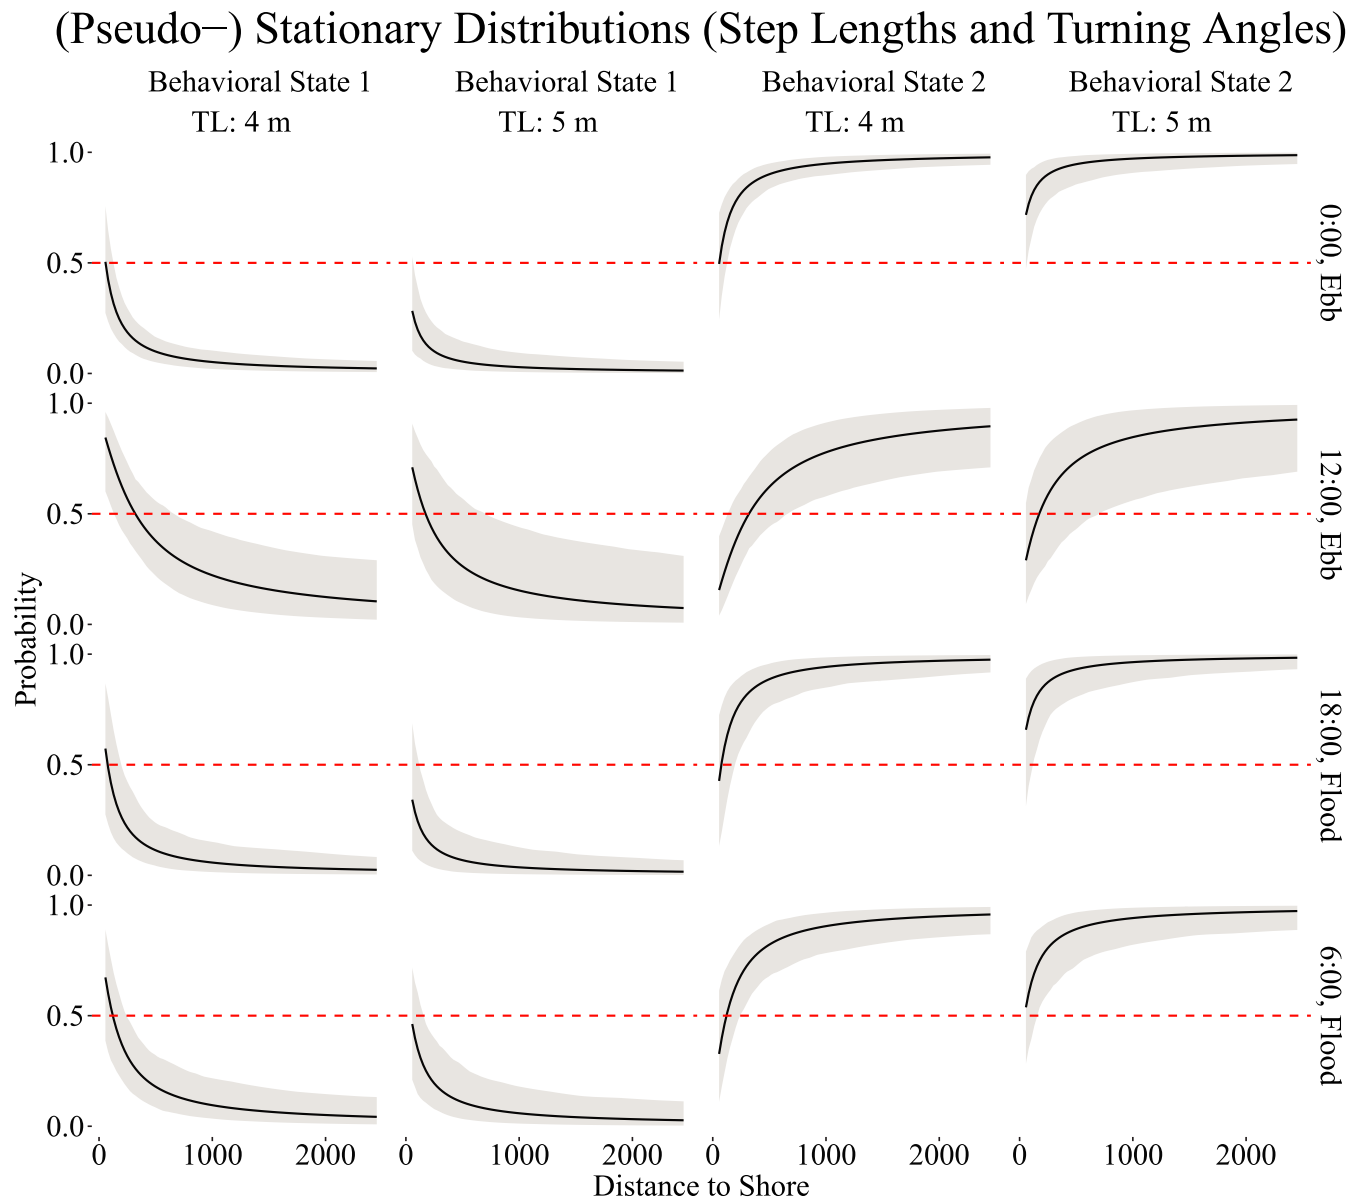 (Pseudo−) Stationary Distributions (Step Lengths and Turning Angles)
Behavioral State 1
TL: 4 m
Behavioral State 1
TL: 5 m
Behavioral State 2
TL: 4 m
Behavioral State 2
TL: 5 m
1.0
0.5
0.0
0:00, Ebb
1.0
0.5
0.0
12:00, Ebb
1.0
0.5
0.0
18:00, Flood
1.0
0.5
0.0
6:00, Flood
Probability
0 1000 2000
0 1000 2000
0 1000 2000
0 1000 2000
Distance to Shore